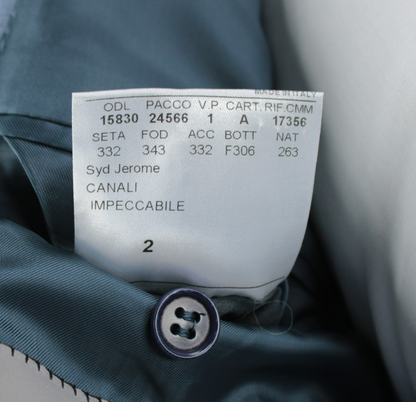 MADE IN ITALY
ODL PACCO V.P. CART. RIF.CMM
15830 24566 1 A 17356
SETA FOD ACC BOTT NAT
332 343 332 F306 263
Syd Jerome
CANALI
IMPECCABILE
2